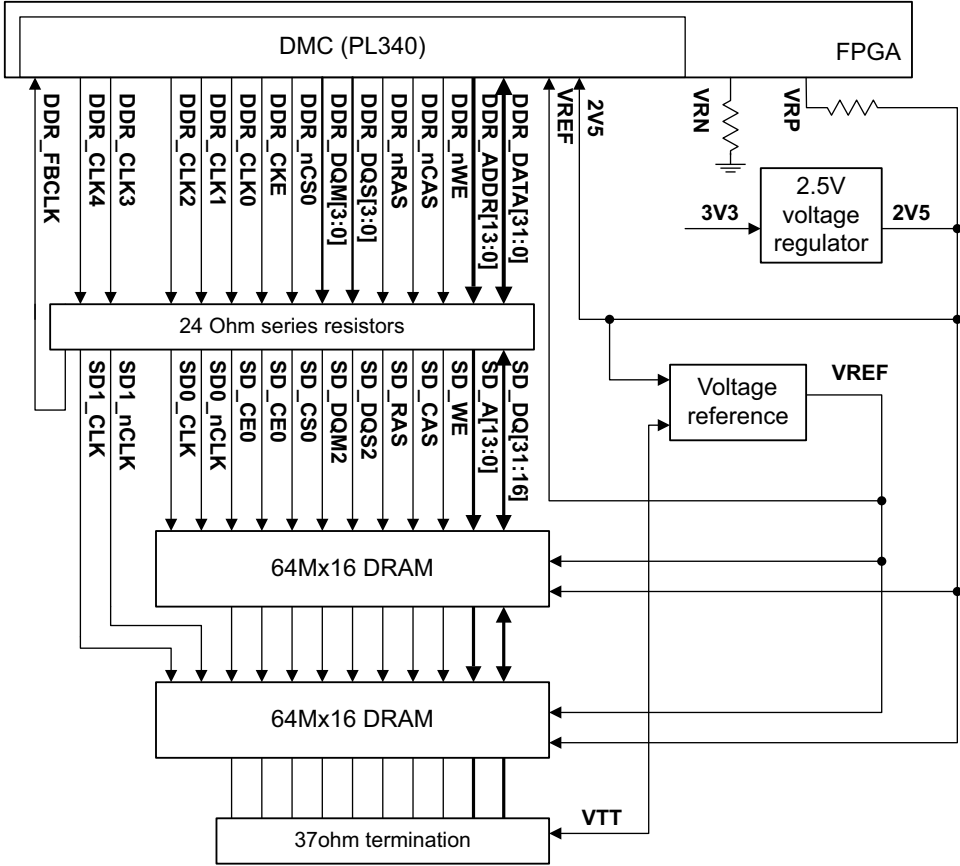 DMC (PL340)
FPGA
DDR_FBCLK
DDR_CLK4
DDR_CLK3
DDR_CLK2
DDR_CLK1
DDR_CLK0
DDR_CKE
DDR_nCS0
DDR_DQM[3:0]
DDR_DQS[3:0]
DDR_nRAS
DDR_nCAS
DDR_nWE
DDR_ADDR[13:0]
DDR_DATA[31:0]
VREF
2V5
VRN
VRP
3V3
2.5V
voltage
regulator
2V5
24 Ohm series resistors
SD1_CLK
SD1_nCLK
SD0_CLK
SD0_nCLK
SD_CE0
SD_CE0
SD_CS0
SD_DQM2
SD_DQS2
SD_RAS
SD_CAS
SD_WE
SD_A[13:0]
SD_DQ[31:16]
Voltage
reference
VREF
64Mx16 DRAM
64Mx16 DRAM
37ohm termination
VTT